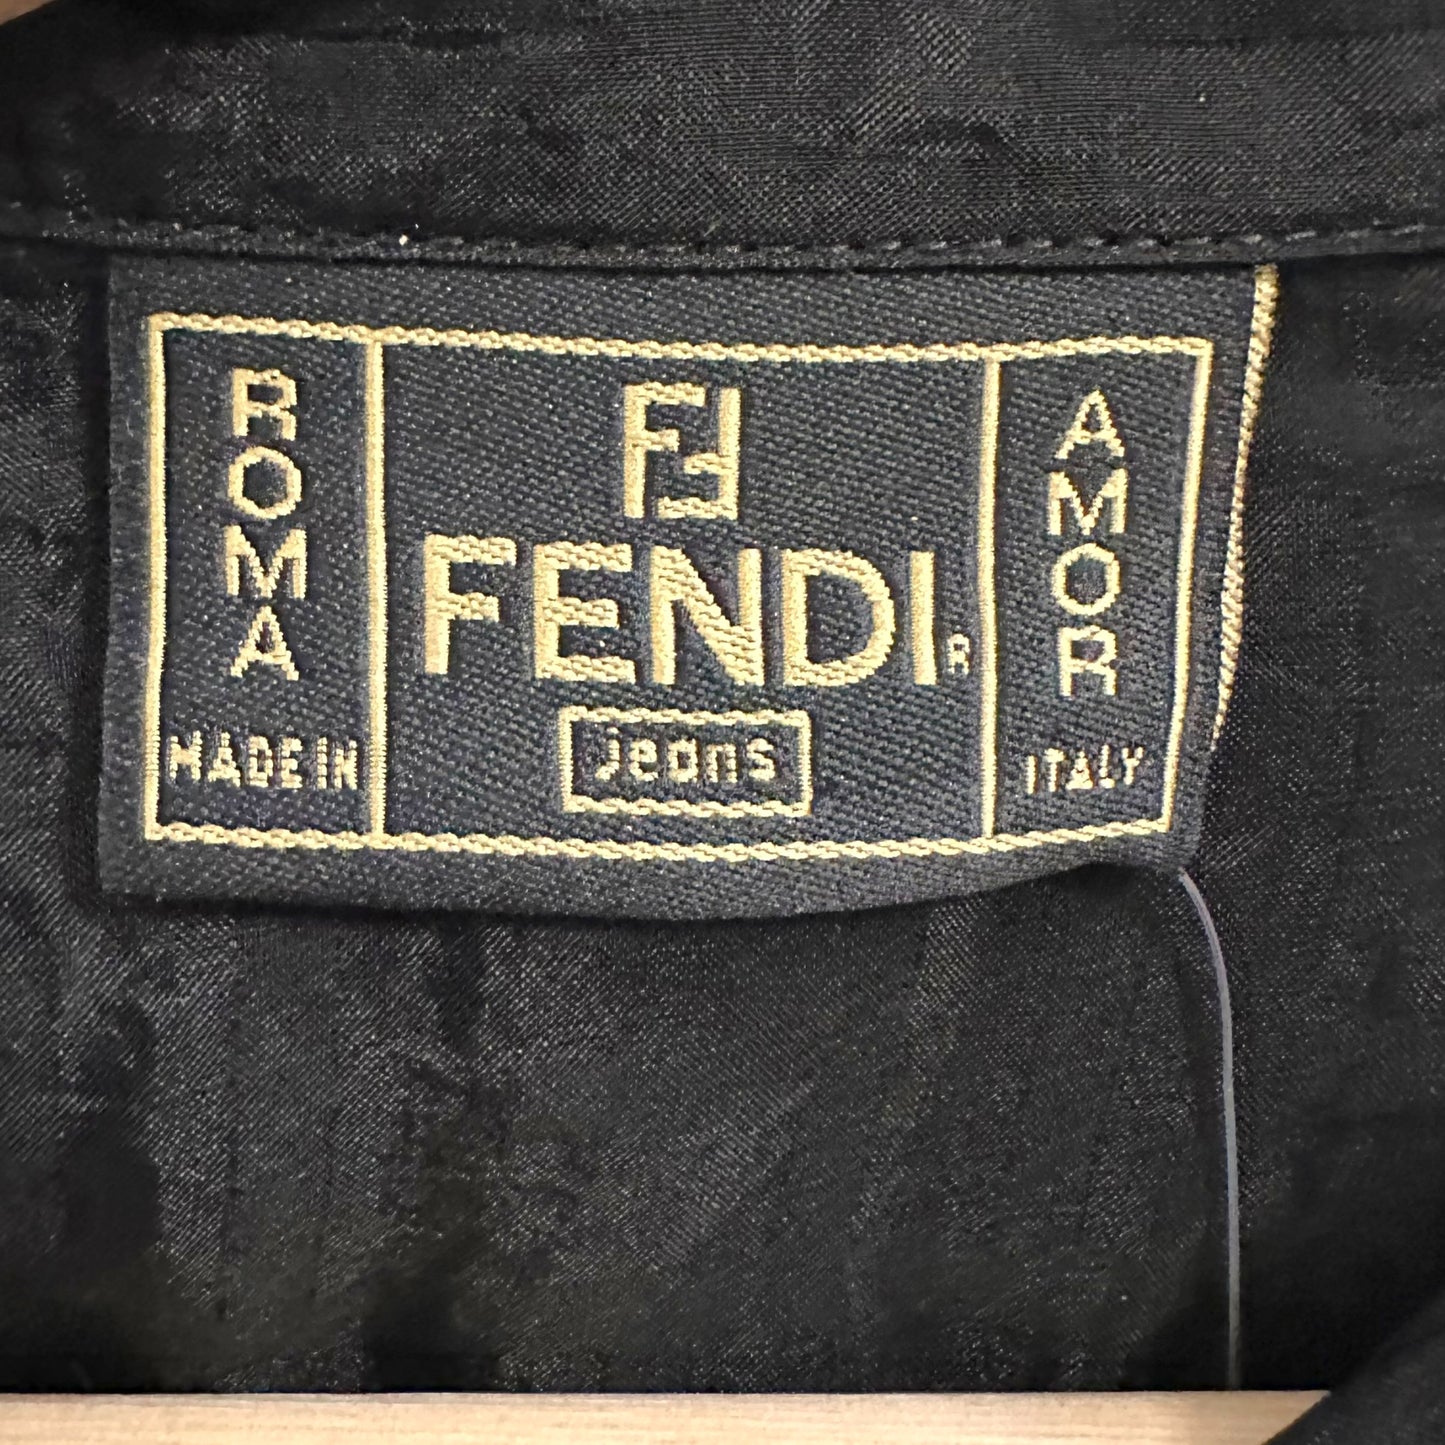 ROMA
MADE IN
FF
FENDI R
jeans
AMOR
ITALY